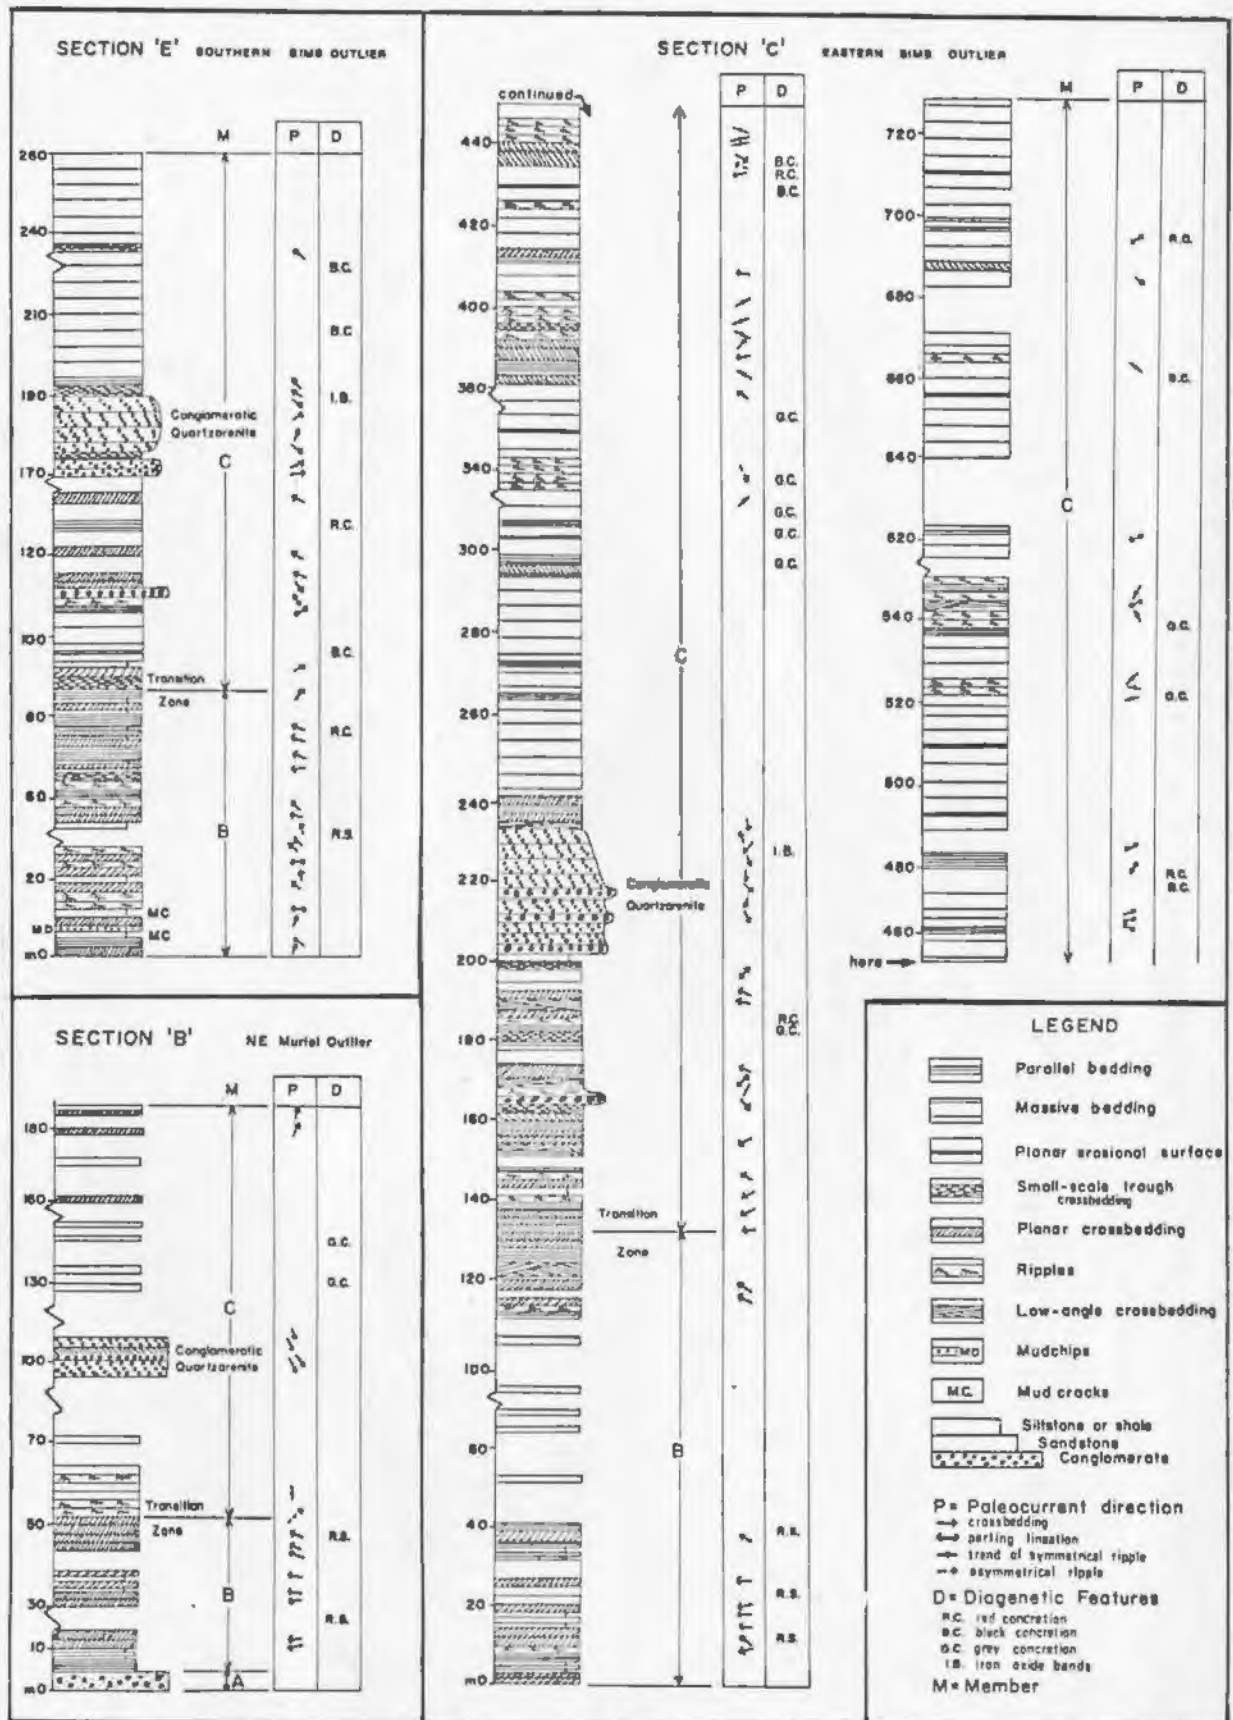 SECTION 'E' SOUTHERN SIMS OUTLIER
M P D
260
240
210
190
170
120
100
80
60
20
m0
B.C.
B.C
I.B.
R.C.
B.C.
R.C.
R.S.
Conglomeratic
Quartzarenite
C
Transition
Zone
B
MC
MC
SECTION 'C' EASTERN SIMS OUTLIER
continued
P D
440
420
400
380
340
300
280
260
240
220
200
180
160
140
120
100
60
40
20
m0
B.C.
R.C.
B.C.
G.C.
G.C.
G.C.
G.C.
G.C.
I.B.
R.C.
G.C.
R.S.
R.S.
R.S.
C
Conglomeratic
Quartzarenite
Transition
Zone
B
M P D
720
700
680
660
640
620
540
520
500
480
460
here
C
G.C.
G.C.
R.C.
R.C.
SECTION 'B' NE Muriel Outlier
M P D
180
150
130
100
70
50
30
10
m0
G.C.
G.C.
R.S.
R.S.
C
Conglomeratic
Quartzarenite
Transition
Zone
B
A
LEGEND
Parallel bedding
Massive bedding
Planar erosional surface
Small-scale trough
crossbedding
Planar crossbedding
Ripples
Low-angle crossbedding
Mudchips
M.C. Mud cracks
Siltstone or shale
Sandstone
Conglomerate
P= Paleocurrent direction
crossbedding
parting lineation
trend of symmetrical ripple
asymmetrical ripple
D= Diagenetic Features
R.C. red concretion
B.C. black concretion
G.C. grey concretion
I.B. iron oxide bands
M= Member